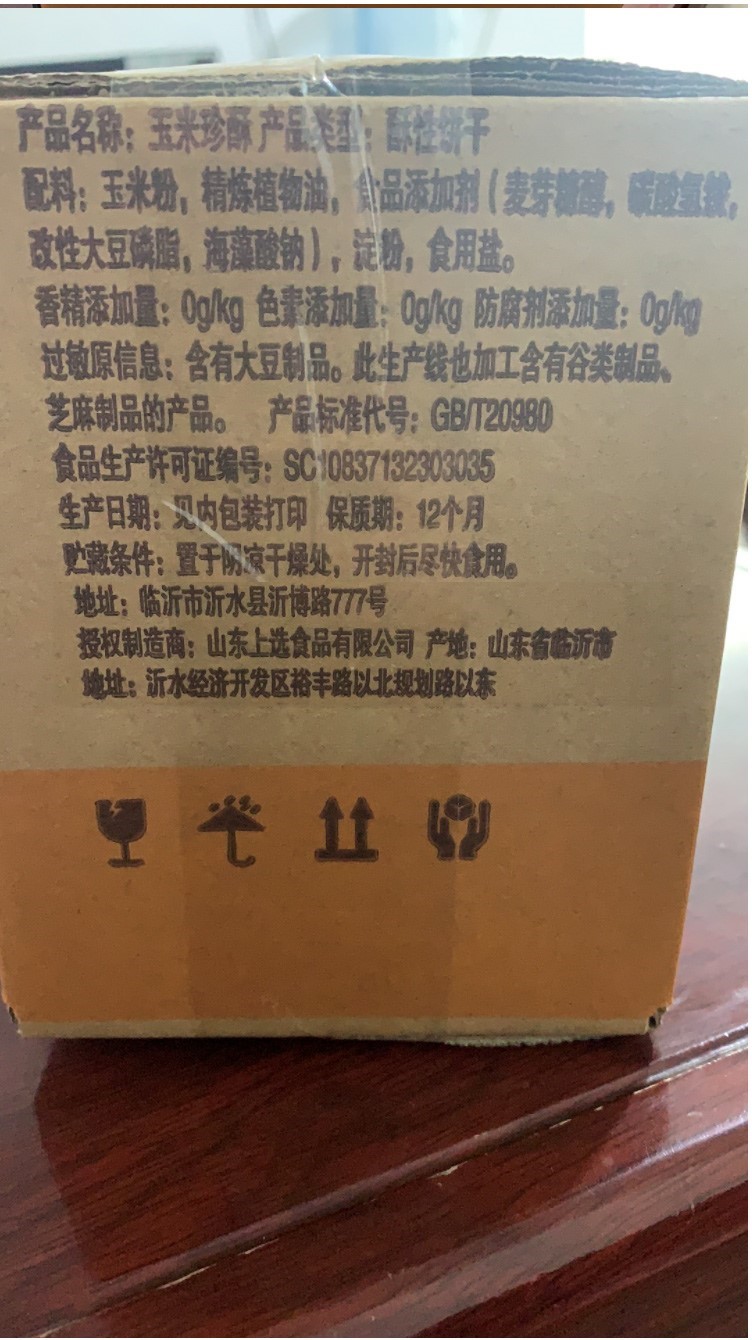 产品名称：玉米珍酥 产品类型：酥性饼干
配料：玉米粉，精炼植物油，食品添加剂（麦芽糖醇，碳酸氢铵，
改性大豆磷脂，海藻酸钠），淀粉，食用盐。
香精添加量：0g/kg 色素添加量：0g/kg 防腐剂添加量：0g/kg
过敏原信息：含有大豆制品。此生产线也加工含有谷类制品、
芝麻制品的产品。 产品标准代号：GB/T20980
食品生产许可证编号：SC10837132303035
生产日期：见内包装打印 保质期：12个月
贮藏条件：置于阴凉干燥处，开封后尽快食用。
地址：临沂市沂水县沂博路777号
授权制造商：山东上选食品有限公司 产地：山东省临沂市
地址：沂水经济开发区裕丰路以北规划路以东